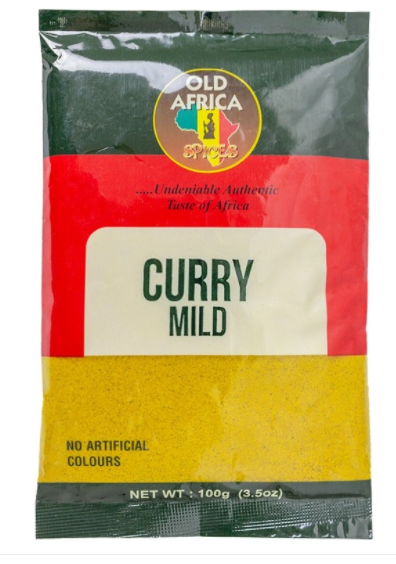 OLD
AFRICA
SPICES
.....Undeniable Authentic
Taste of Africa
CURRY
MILD
NO ARTIFICIAL
COLOURS
NET WT : 100g (3.5oz)